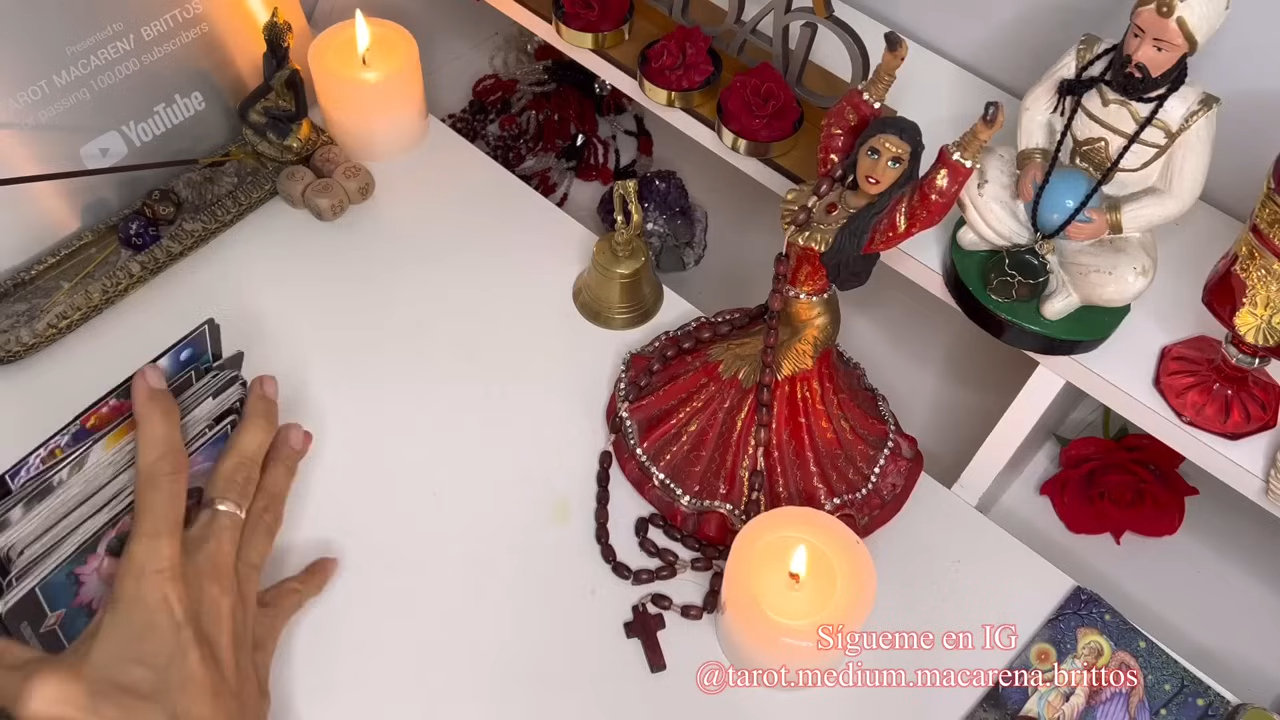 Presented to
TAROT MACAREN/ BRITTOS
passing 100,000 subscribers
YouTube
Sígueme en IG
@tarot.medium.macarena.brittos